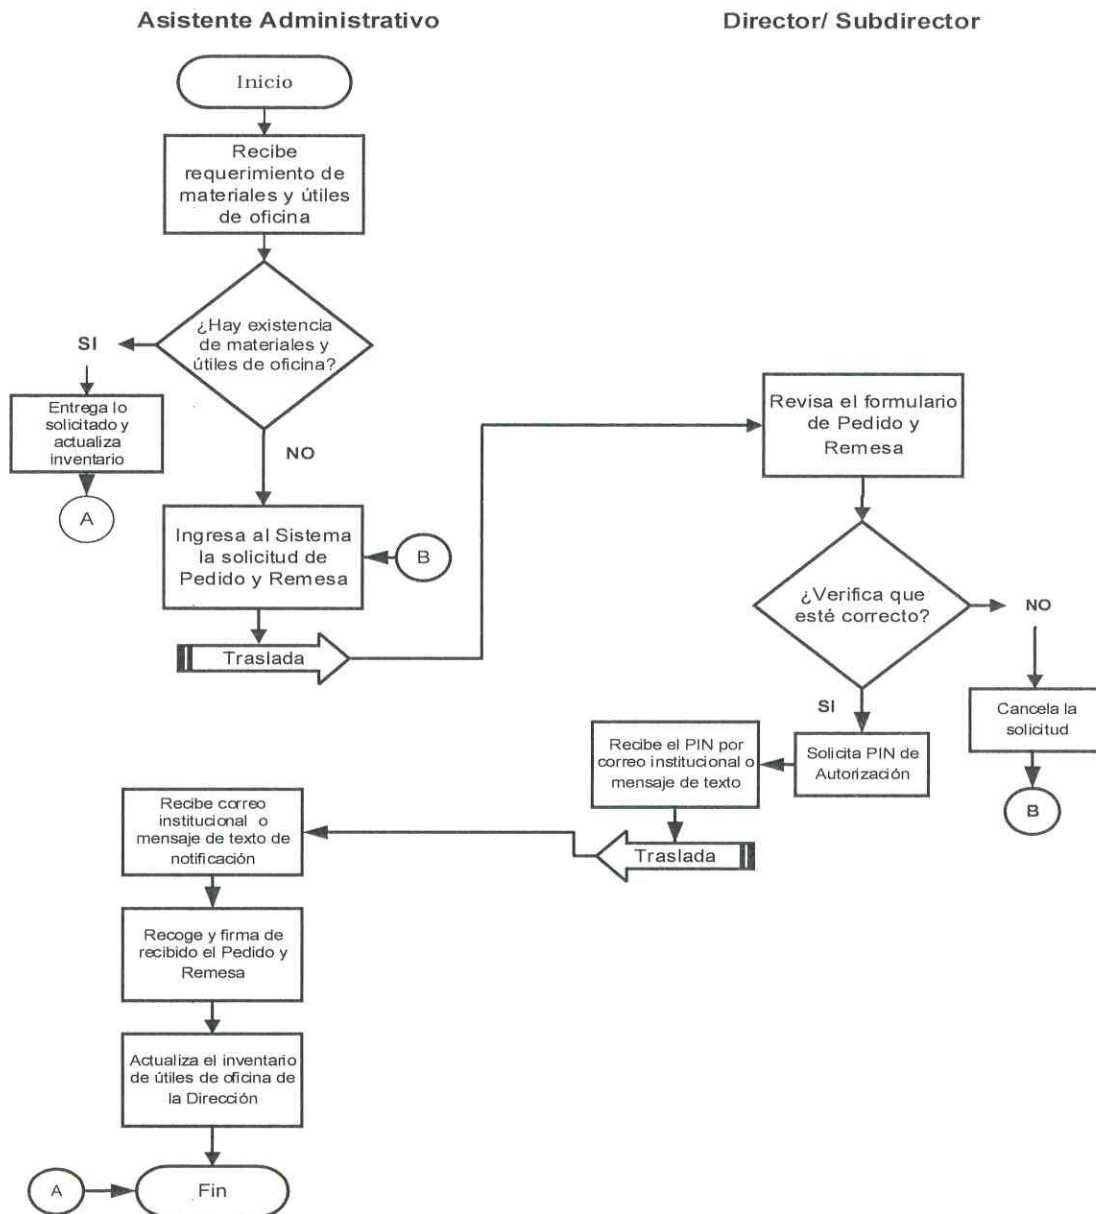 Asistente Administrativo
Director/ Subdirector
Inicio
Recibe
requerimiento de
materiales y útiles
de oficina
¿Hay existencia
de materiales y
útiles de oficina?
SI
Entrega lo
solicitado y
actualiza
inventario
A
NO
Ingresa al Sistema
la solicitud de
Pedido y Remesa
B
Traslada
Revisa el formulario
de Pedido y
Remesa
¿Verifica que
esté correcto?
NO
Cancela la
solicitud
B
SI
Solicita PIN de
Autorización
Recibe el PIN por
correo institucional o
mensaje de texto
Traslada
Recibe correo
institucional o
mensaje de texto de
notificación
Recoge y firma de
recibido el Pedido y
Remesa
Actualiza el inventario
de útiles de oficina de
la Dirección
A
Fin